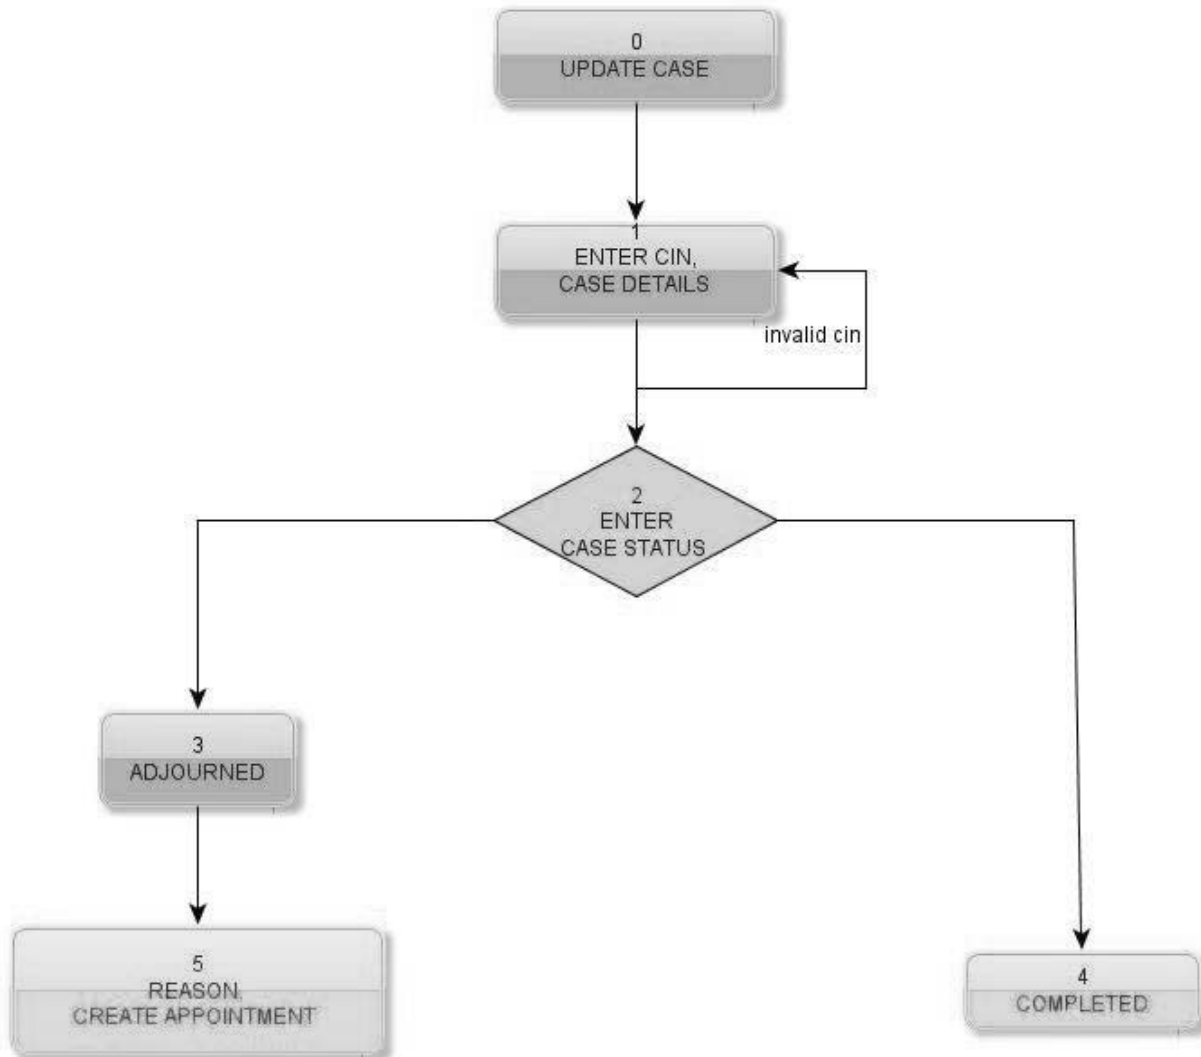 0
UPDATE CASE
1
ENTER CIN,
CASE DETAILS
invalid cin
2
ENTER
CASE STATUS
3
ADJOURNED
5
REASON,
CREATE APPOINTMENT
4
COMPLETED